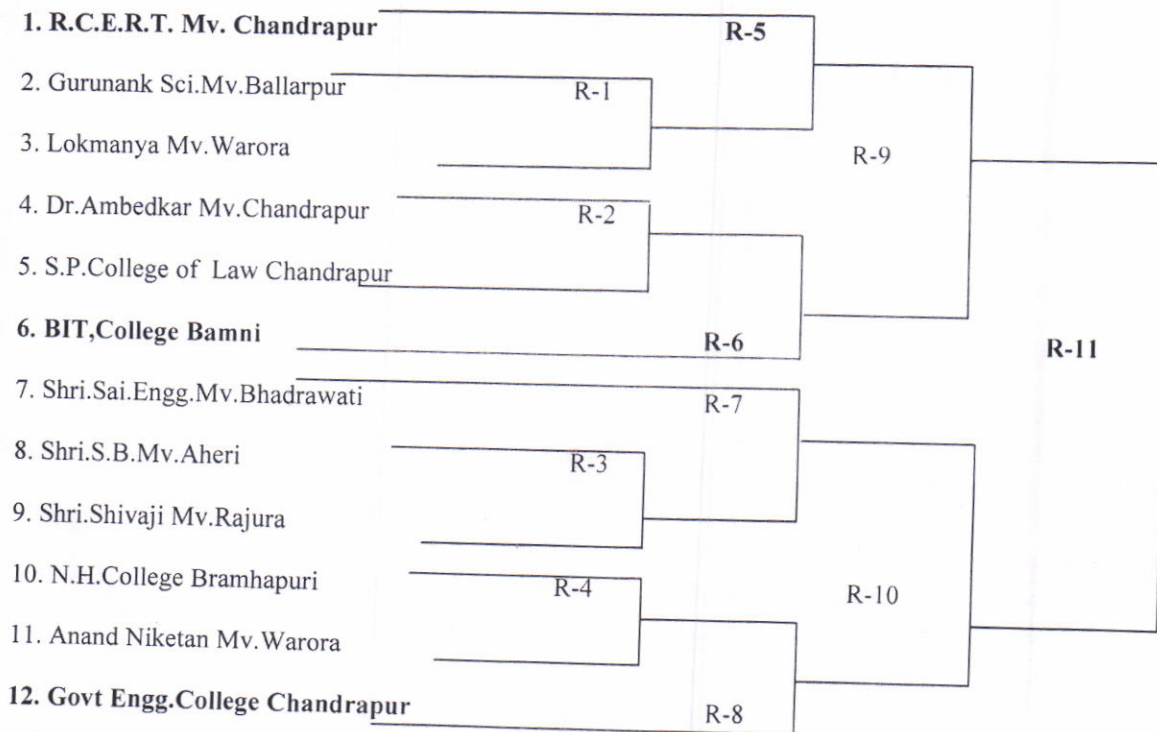 1. R.C.E.R.T. Mv. Chandrapur R-5
2. Gurunank Sci.Mv.Ballarpur R-1
3. Lokmanya Mv.Warora R-9
4. Dr.Ambedkar Mv.Chandrapur R-2
5. S.P.College of Law Chandrapur
6. BIT,College Bamni R-6 R-11
7. Shri.Sai.Engg.Mv.Bhadrawati R-7
8. Shri.S.B.Mv.Aheri R-3
9. Shri.Shivaji Mv.Rajura
10. N.H.College Bramhapuri R-4 R-10
11. Anand Niketan Mv.Warora
12. Govt Engg.College Chandrapur R-8